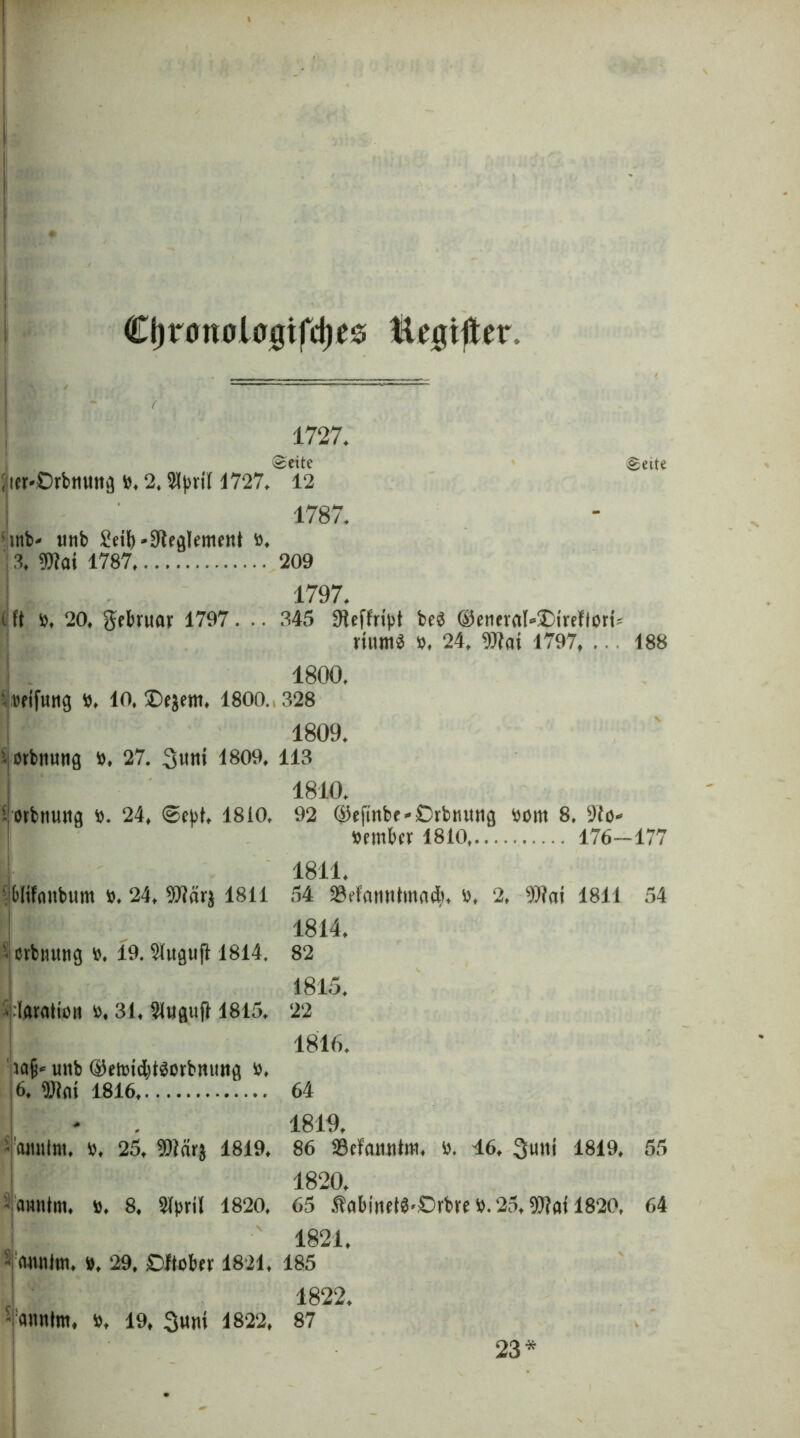 Chronologisches Register.
1727.
Seite Seite
ier-Ordnung v. 2. April 1727. 12
1787.
und- und Leih-Reglement v.
3. Mai 1787. .............. 209
1797.
ft v. 20. Februar 1797. .. 345 Reskript des General-Direktori-
riums v. 24. Mai 1797. ... 188
1800.
weisung v. 10. Dezem. 1800. 328
1809.
ordnung v. 27. Juni 1809. 113
1810.
ordnung v. 24. Sept. 1810. 92 Gesinde-Ordnung vom 8. No-
vember 1810. ........... 176—177
1811.
blikandum v. 24. März 1811 54 Bekanntmach. v. 2. Mai 1811 54
1814.
ordnung v. 19. August 1814. 82
1815.
laration v. 31. August 1815. 22
1816.
aß- und Gewichtsordnung v.
6. Mai 1816. ............. 64
1819.
anntm. v. 25. März 1819. 86 Bekanntm. v. 16. Juni 1819. 55
1820.
anntm. v. 8. April 1820. 65 Kabinets-Ordre v. 25. Mai 1820. 64
1821.
anntm. v. 29. Oktober 1821. 185
1822.
anntm. v. 19. Juni 1822. 87
23*